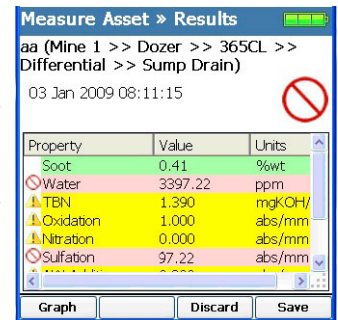 Measure Asset » Results
aa (Mine 1 >> Dozer >> 365CL >>
Differential >> Sump Drain)
03 Jan 2009 08:11:15
Property Value Units
Soot 0.41 %wt
Water 3397.22 ppm
TBN 1.390 mgKOH/
Oxidation 1.000 abs/mm
Nitration 0.000 abs/mm
Sulfation 97.22 abs/mm
Graph Discard Save